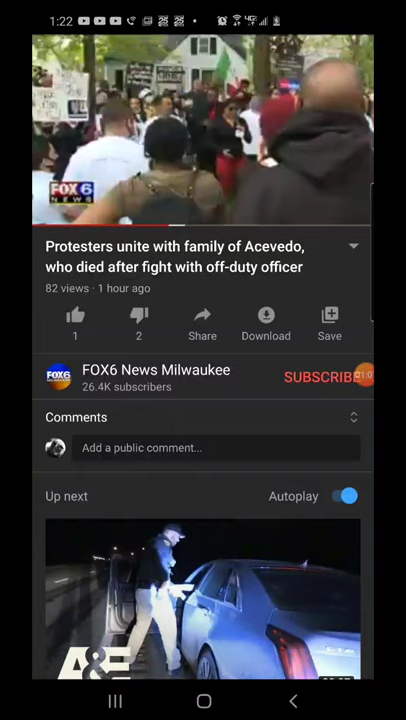 1:22
FOX6
NEWS
Protesters unite with family of Acevedo,
who died after fight with off-duty officer
82 views · 1 hour ago
1
2
Share
Download
Save
FOX6
FOX6 News Milwaukee
SUBSCRIBE
26.4K subscribers
Comments
Add a public comment...
Up next
Autoplay
A&E